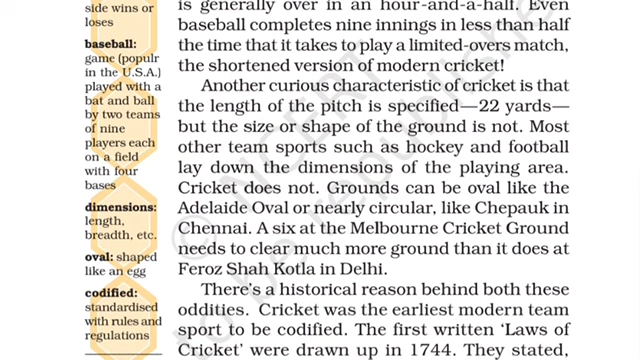 side wins or
loses
baseball:
game (populr
in the U.S.A.)
played with a
bat and ball
by two teams
of nine
players each
on a field
with four
bases
dimensions:
length,
breadth, etc.
oval: shaped
like an egg
codified:
standardised
with rules and
regulations
is generally over in an hour-and-a-half. Even
baseball completes nine innings in less than half
the time that it takes to play a limited-overs match,
the shortened version of modern cricket!
Another curious characteristic of cricket is that
the length of the pitch is specified—22 yards—
but the size or shape of the ground is not. Most
other team sports such as hockey and football
lay down the dimensions of the playing area.
Cricket does not. Grounds can be oval like the
Adelaide Oval or nearly circular, like Chepauk in
Chennai. A six at the Melbourne Cricket Ground
needs to clear much more ground than it does at
Feroz Shah Kotla in Delhi.
There's a historical reason behind both these
oddities. Cricket was the earliest modern team
sport to be codified. The first written ‘Laws of
Cricket’ were drawn up in 1744. They stated,
© NCERT
to be republished